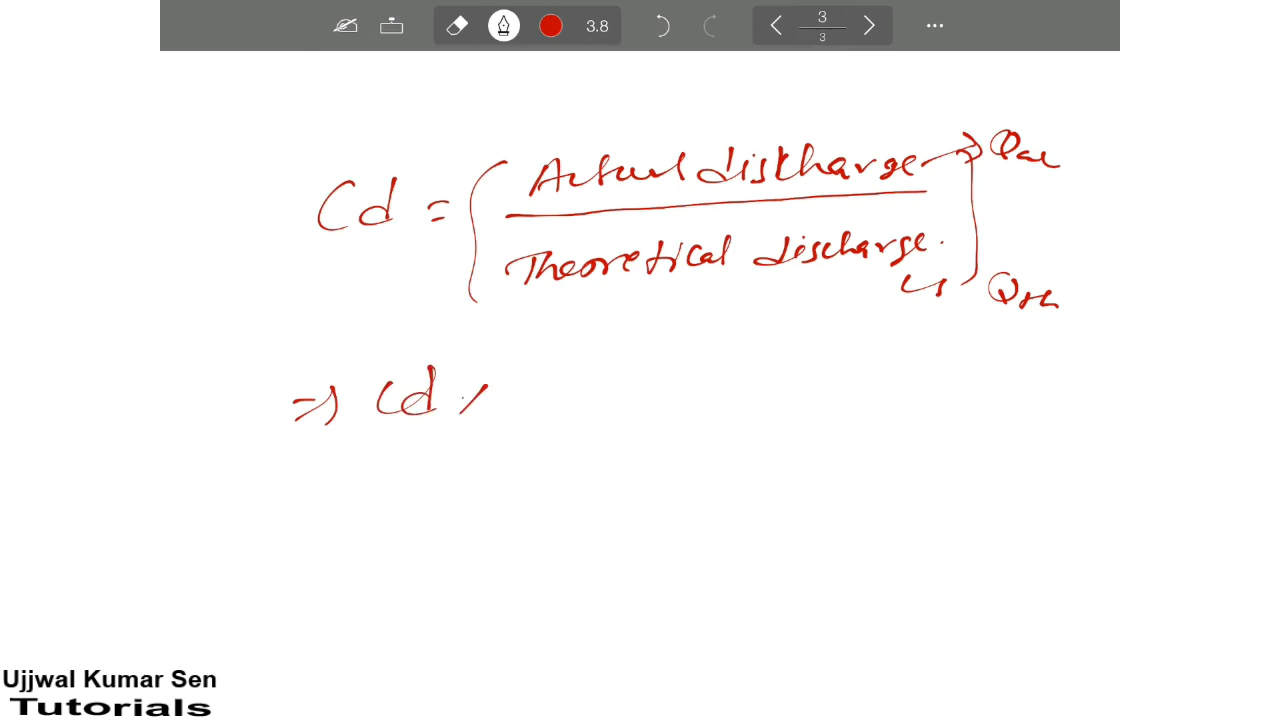 3.8
3
3
Cd = ( Actual discharge → Qac
Theoretical discharge. ↳ ) Qth
⇒ Cd
Ujjwal Kumar Sen
Tutorials